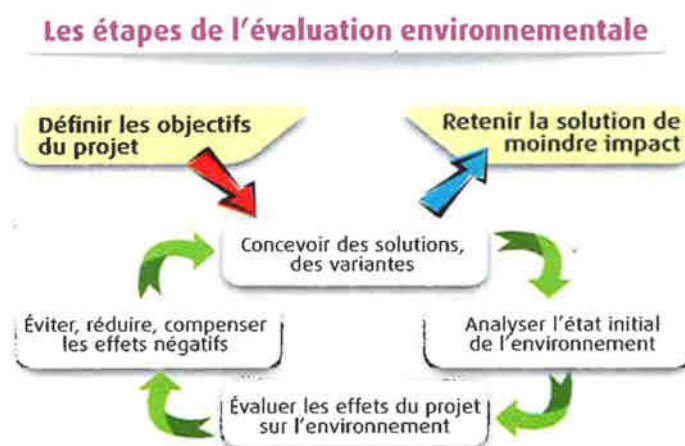 Les étapes de l'évaluation environnementale
Définir les objectifs
du projet
Retenir la solution de
moindre impact
Concevoir des solutions,
des variantes
Éviter, réduire, compenser
les effets négatifs
Analyser l'état initial
de l'environnement
Évaluer les effets du projet
sur l'environnement